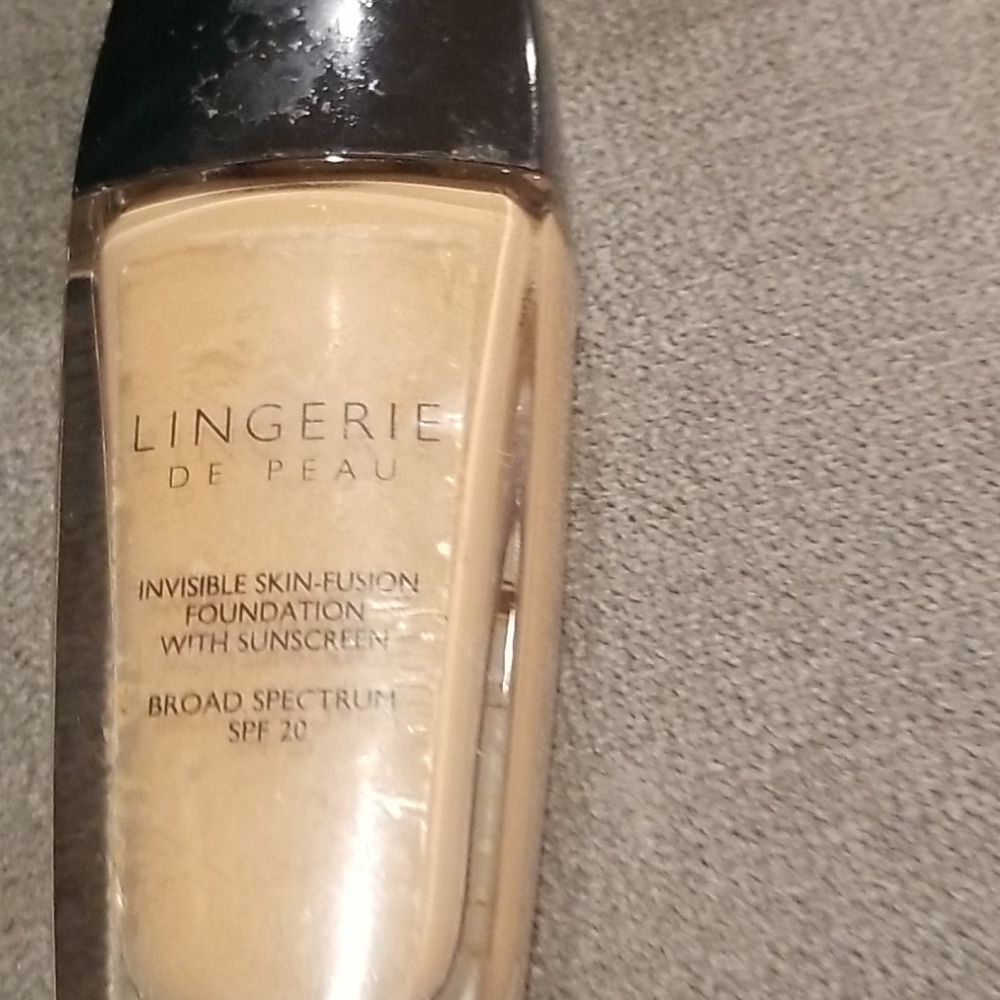 LINGERIE
DE PEAU
INVISIBLE SKIN-FUSION
FOUNDATION
WITH SUNSCREEN
BROAD SPECTRUM
SPF 20